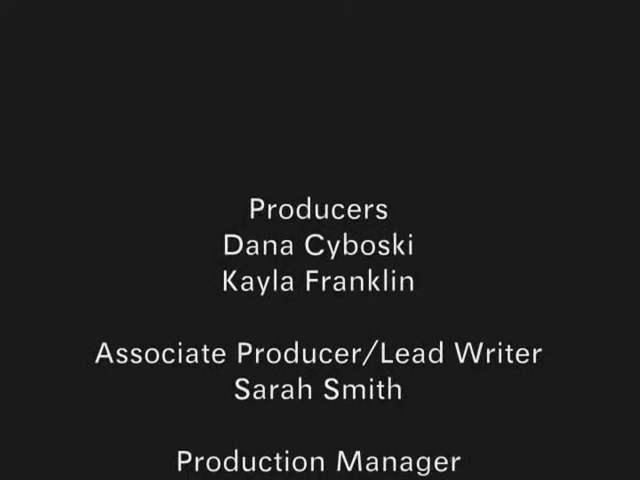 Producers
Dana Cyboski
Kayla Franklin
Associate Producer/Lead Writer
Sarah Smith
Production Manager